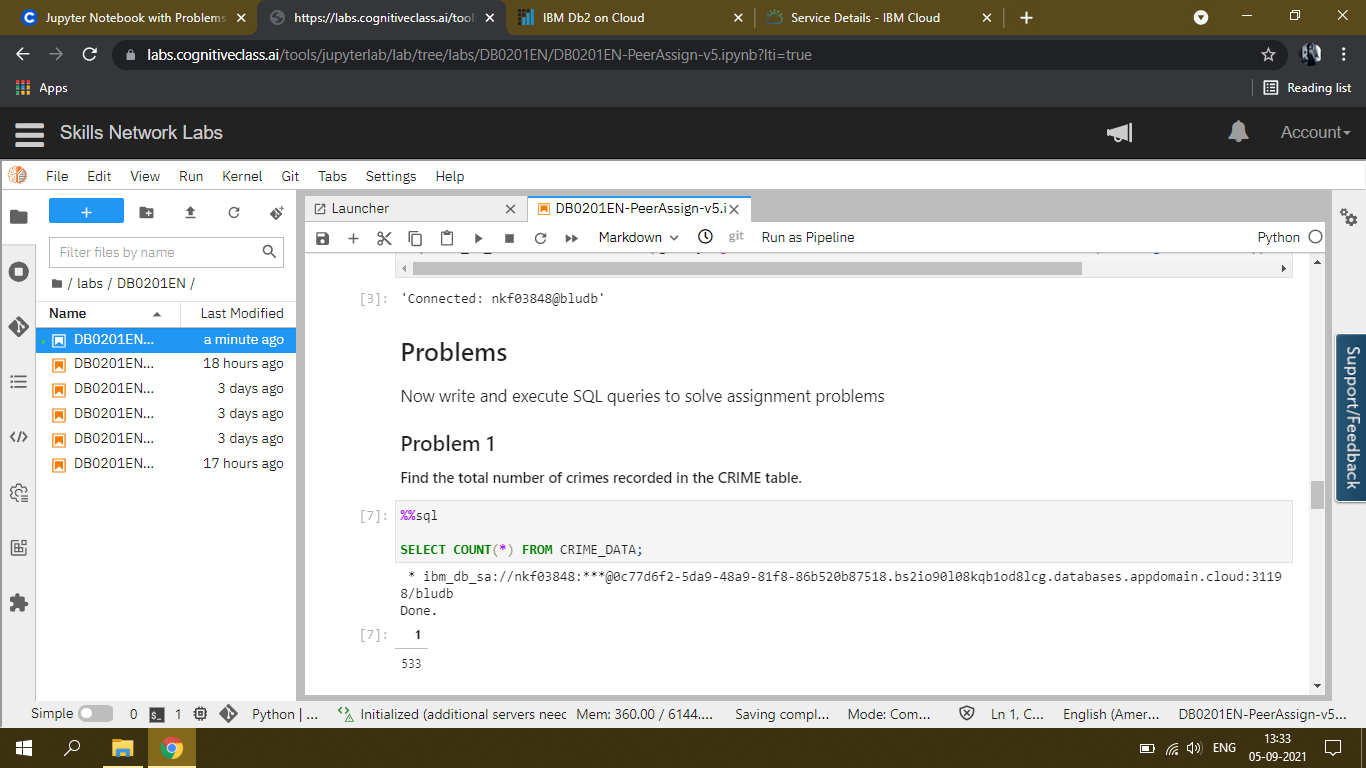 Jupyter Notebook with Problems
https://labs.cognitiveclass.ai/tool
IBM Db2 on Cloud
Service Details - IBM Cloud
labs.cognitiveclass.ai/tools/jupyterlab/lab/tree/labs/DB0201EN/DB0201EN-PeerAssign-v5.ipynb?lti=true
Apps
Reading list
Skills Network Labs
Account
File Edit View Run Kernel Git Tabs Settings Help
Launcher
DB0201EN-PeerAssign-v5.i
Markdown
git
Run as Pipeline
Python
Filter files by name
/ labs / DB0201EN /
Name Last Modified
DB0201EN... a minute ago
DB0201EN... 18 hours ago
DB0201EN... 3 days ago
DB0201EN... 3 days ago
DB0201EN... 3 days ago
DB0201EN... 17 hours ago
[3]: 'Connected: nkf03848@bludb'
Problems
Now write and execute SQL queries to solve assignment problems
Problem 1
Find the total number of crimes recorded in the CRIME table.
[7]: %%sql
SELECT COUNT(*) FROM CRIME_DATA;
* ibm_db_sa://nkf03848:***@0c77d6f2-5da9-48a9-81f8-86b520b87518.bs2io90l08kqb1od8lcg.databases.appdomain.cloud:3119
8/bludb
Done.
[7]: 1
533
Support/Feedback
Simple 0 1 Python | ... Initialized (additional servers neec Mem: 360.00 / 6144.... Saving compl... Mode: Com... Ln 1, C... English (Amer... DB0201EN-PeerAssign-v5...
ENG
13:33
05-09-2021